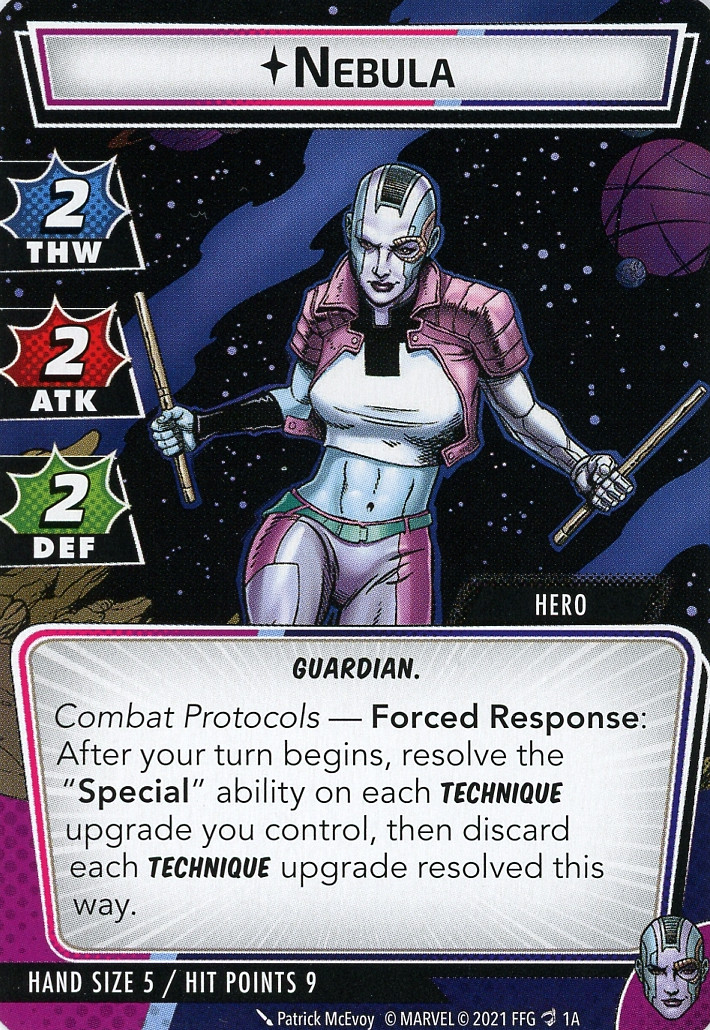 Nebula
2
THW
2
ATK
2
DEF
HERO
GUARDIAN.
Combat Protocols — Forced Response:
After your turn begins, resolve the
“Special” ability on each TECHNIQUE
upgrade you control, then discard
each TECHNIQUE upgrade resolved this
way.
HAND SIZE 5 / HIT POINTS 9
Patrick McEvoy © MARVEL © 2021 FFG 1A